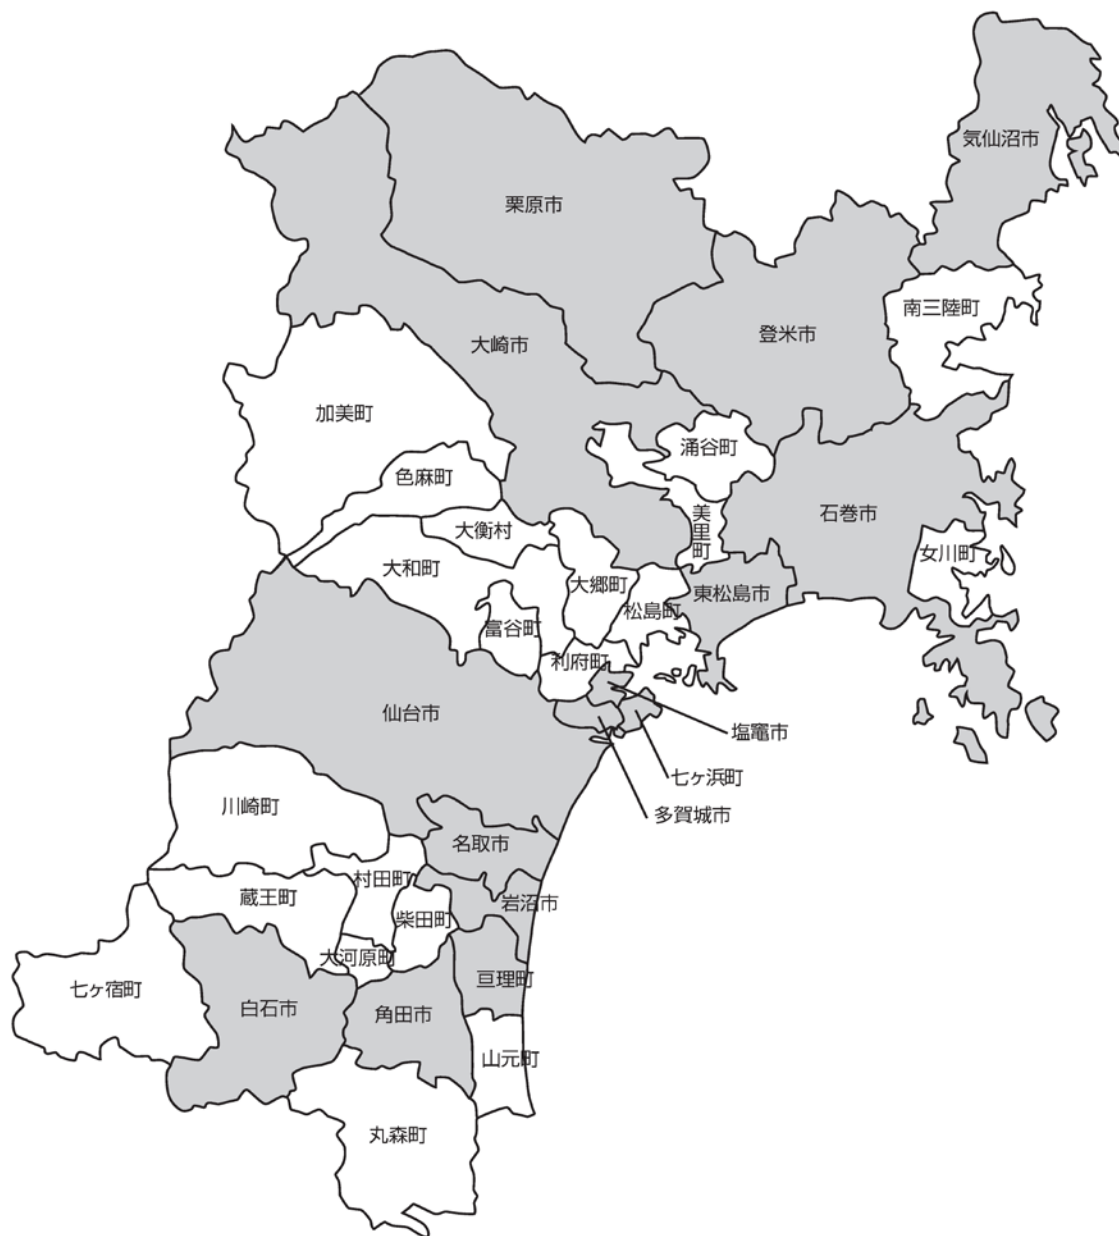 気仙沼市
栗原市
南三陸町
登米市
大崎市
加美町
涌谷町
色麻町
美里町
石巻市
大衡村
女川町
大和町
大郷町
東松島市
松島町
富谷町
利府町
仙台市
塩竈市
七ヶ浜町
川崎町
多賀城市
名取市
村田町
蔵王町
岩沼市
柴田町
大河原町
亘理町
七ヶ宿町
白石市
角田市
山元町
丸森町